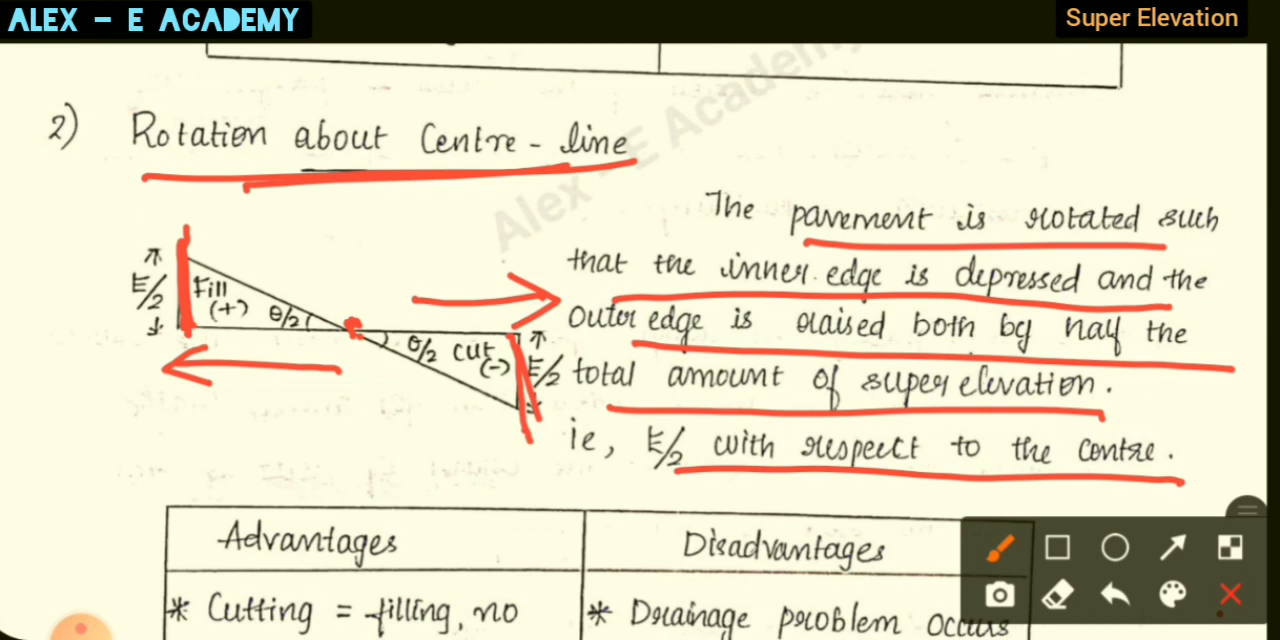 ALEX – E ACADEMY
Super Elevation
Alex - E Academy
2) Rotation about Centre - line
The pavement is rotated such
that the inner edge is depressed and the
outer edge is raised both by half the
total amount of super elevation.
ie, E/2 with respect to the centre.
E/2
Fill
(+)
θ/2
θ/2 cut
(-)
E/2
Advantages
Disadvantages
* Cutting = filling, no
* Drainage problem occurs